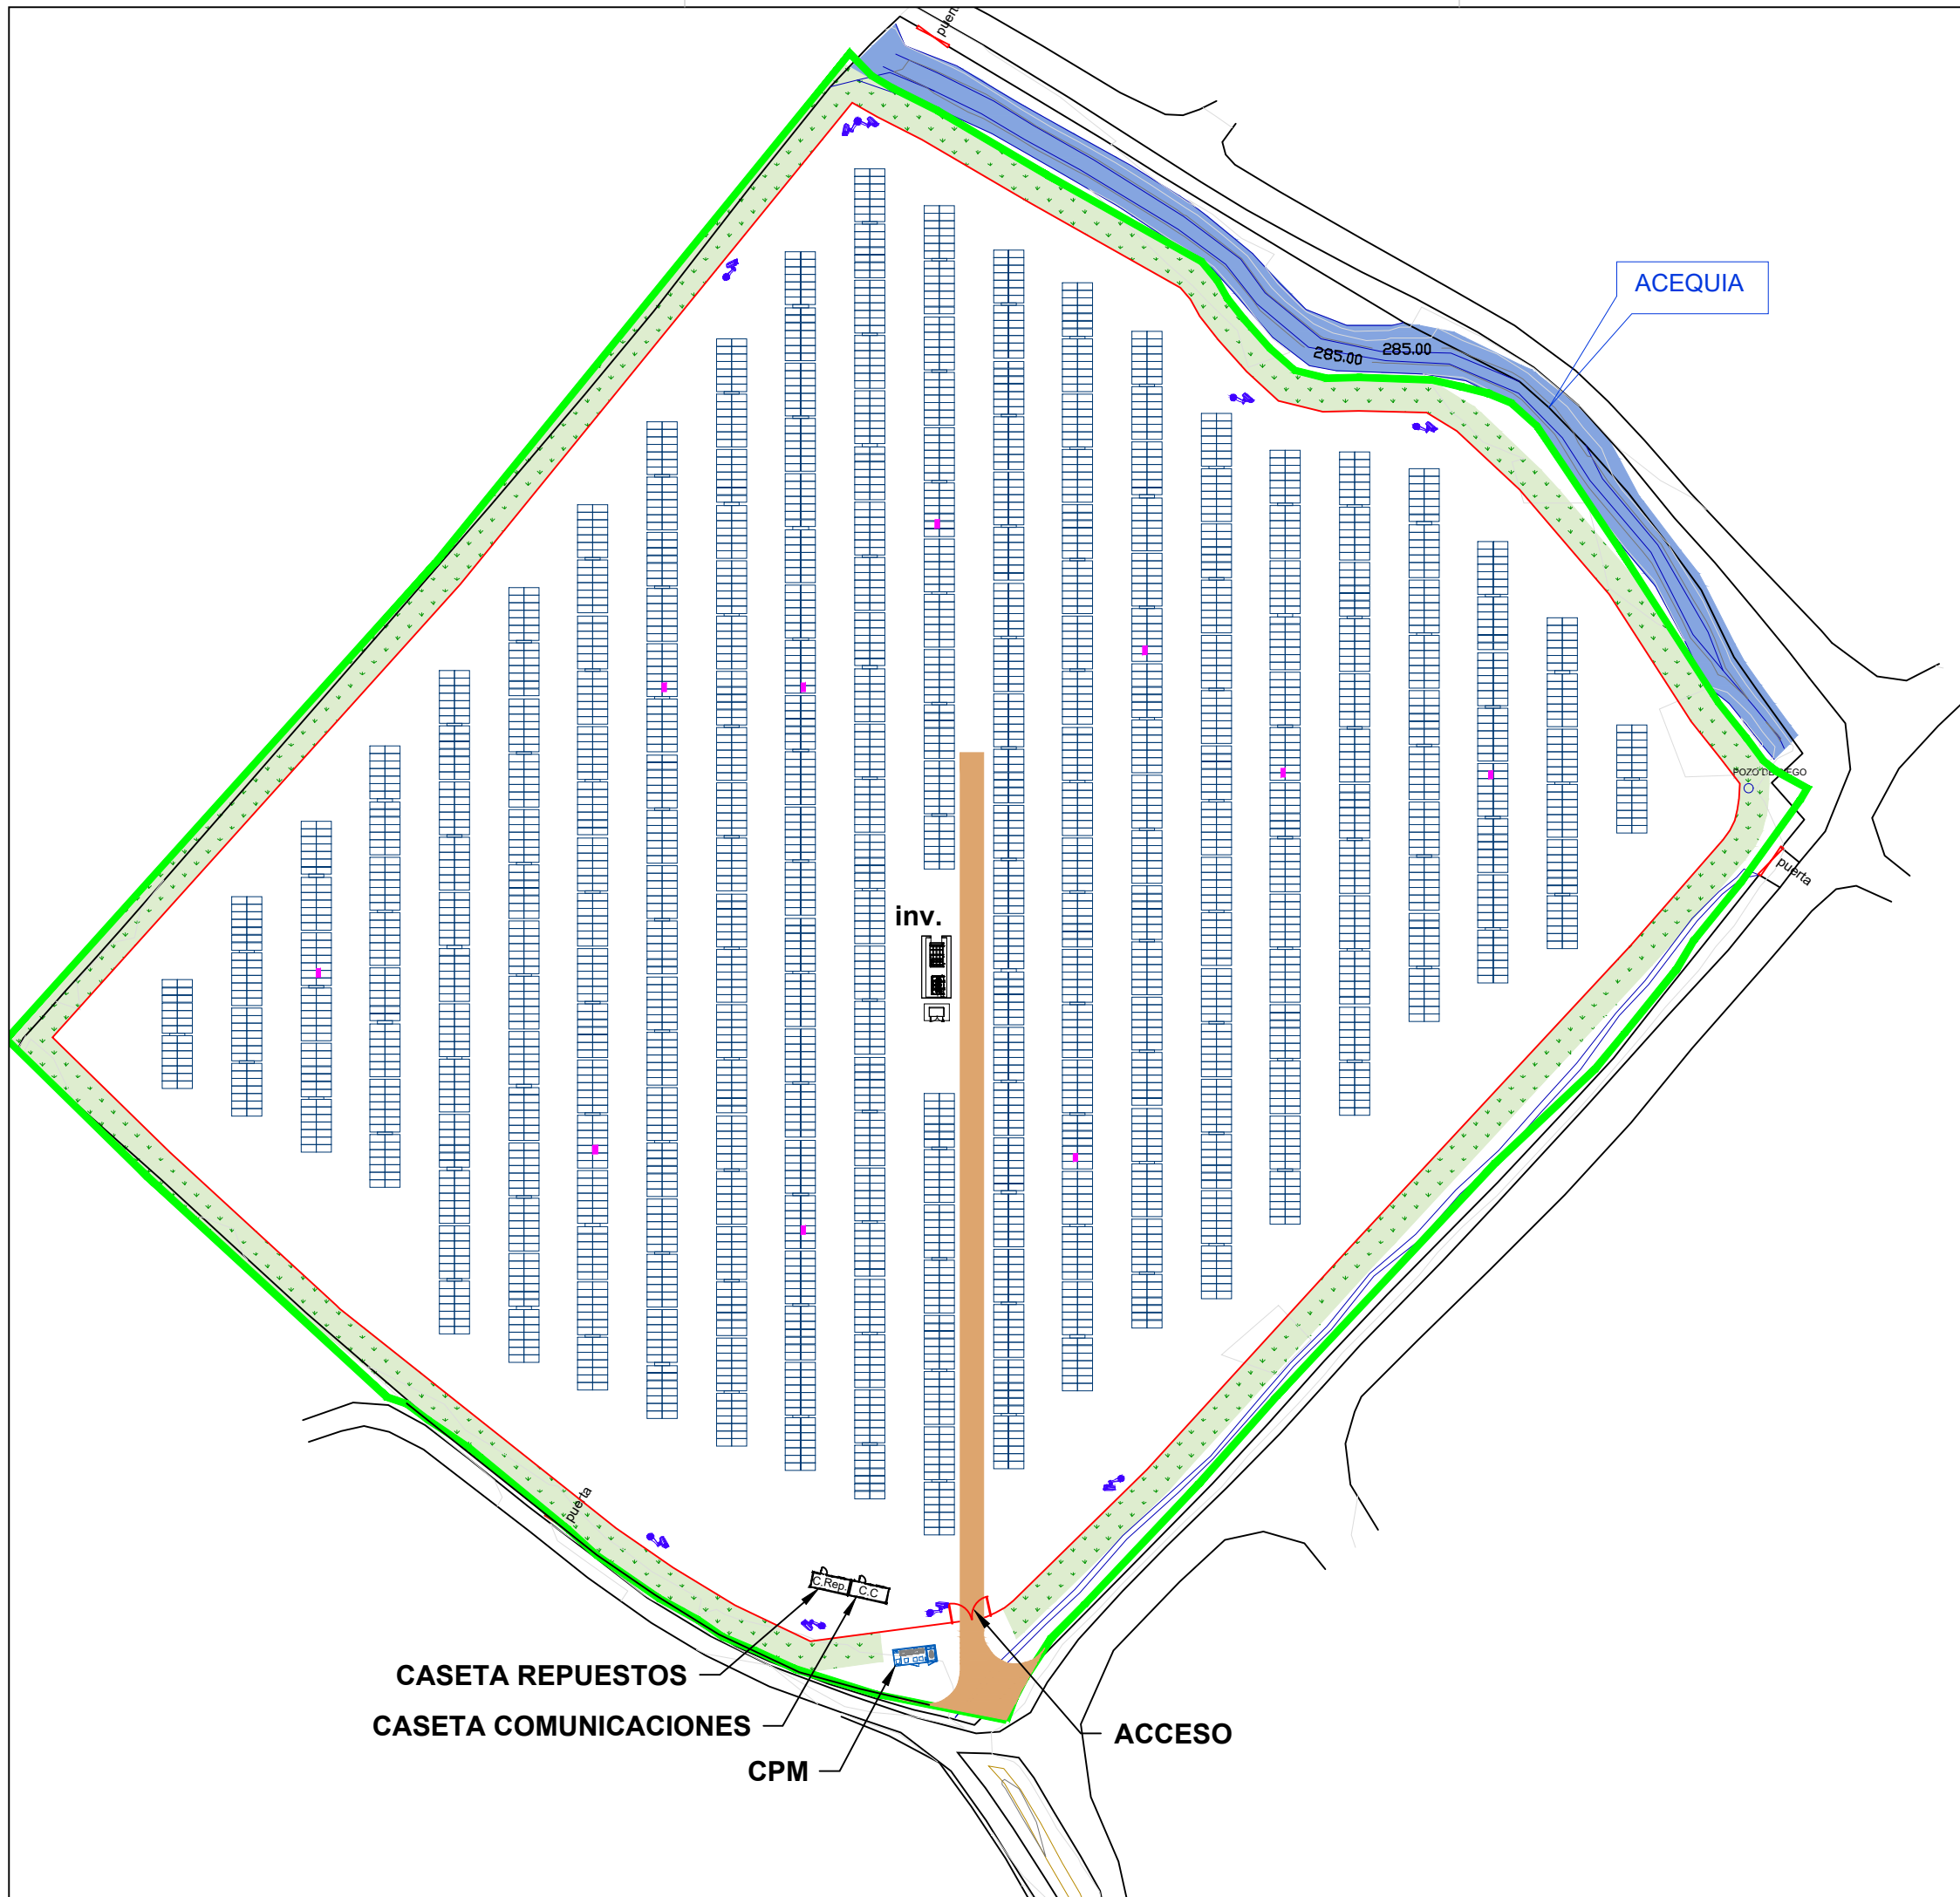 puerta
ACEQUIA
285.00
285.00
POZO DE RIEGO
puerta
inv.
puerta
C.Rep.
C.C
CASETA REPUESTOS
CASETA COMUNICACIONES
ACCESO
CPM